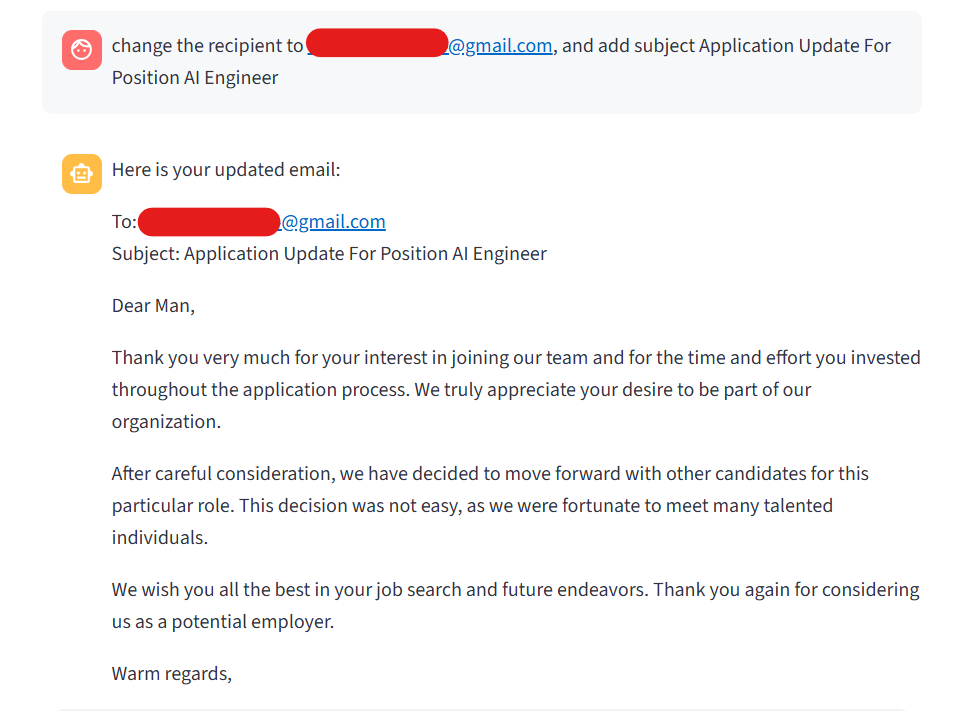 change the recipient to @gmail.com, and add subject Application Update For
Position AI Engineer
Here is your updated email:
To: @gmail.com
Subject: Application Update For Position AI Engineer
Dear Man,
Thank you very much for your interest in joining our team and for the time and effort you invested
throughout the application process. We truly appreciate your desire to be part of our
organization.
After careful consideration, we have decided to move forward with other candidates for this
particular role. This decision was not easy, as we were fortunate to meet many talented
individuals.
We wish you all the best in your job search and future endeavors. Thank you again for considering
us as a potential employer.
Warm regards,